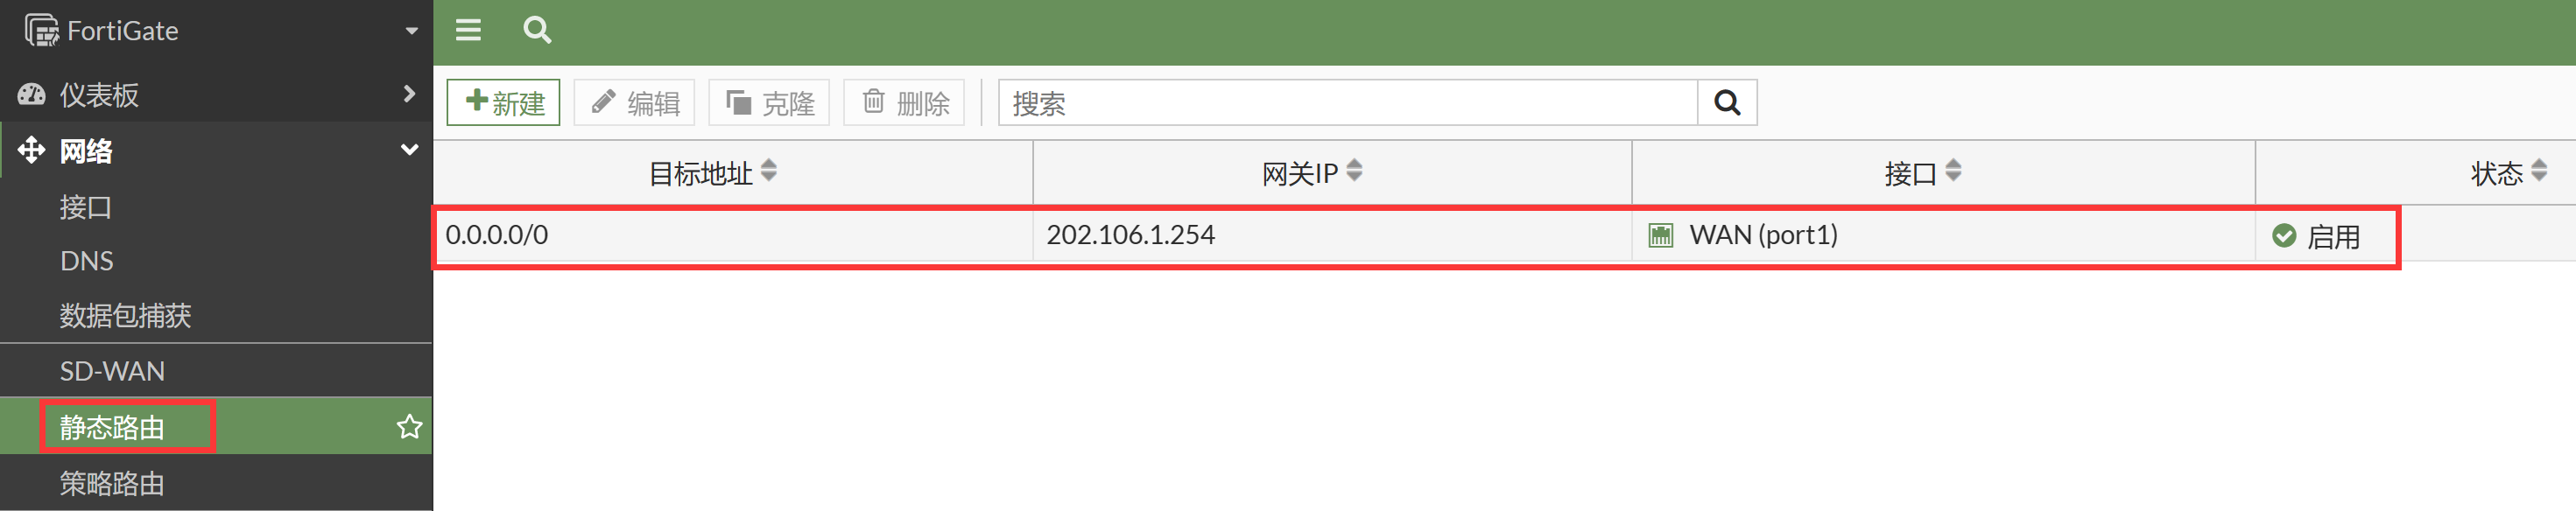 FortiGate
仪表板
网络
接口
DNS
数据包捕获
SD-WAN
静态路由
策略路由
新建 编辑 克隆 删除 搜索
目标地址 网关IP 接口 状态
0.0.0.0/0 202.106.1.254 WAN (port1) 启用